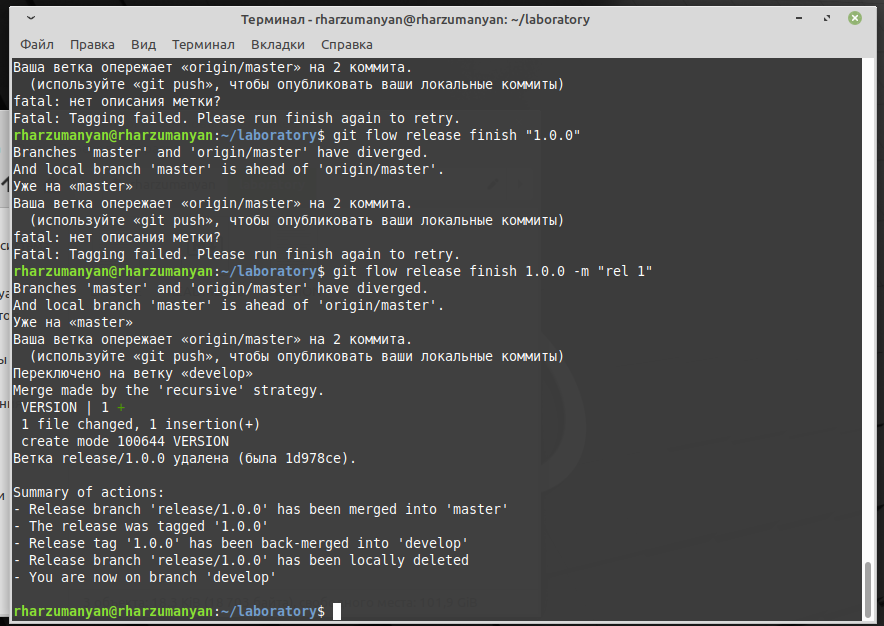 Терминал - rharzumanyan@rharzumanyan: ~/laboratory
Файл Правка Вид Терминал Вкладки Справка
Ваша ветка опережает «origin/master» на 2 коммита.
(используйте «git push», чтобы опубликовать ваши локальные коммиты)
fatal: нет описания метки?
Fatal: Tagging failed. Please run finish again to retry.
rharzumanyan@rharzumanyan:~/laboratory$ git flow release finish "1.0.0"
Branches 'master' and 'origin/master' have diverged.
And local branch 'master' is ahead of 'origin/master'.
Уже на «master»
Ваша ветка опережает «origin/master» на 2 коммита.
(используйте «git push», чтобы опубликовать ваши локальные коммиты)
fatal: нет описания метки?
Fatal: Tagging failed. Please run finish again to retry.
rharzumanyan@rharzumanyan:~/laboratory$ git flow release finish 1.0.0 -m "rel 1"
Branches 'master' and 'origin/master' have diverged.
And local branch 'master' is ahead of 'origin/master'.
Уже на «master»
Ваша ветка опережает «origin/master» на 2 коммита.
(используйте «git push», чтобы опубликовать ваши локальные коммиты)
Переключено на ветку «develop»
Merge made by the 'recursive' strategy.
VERSION | 1 +
1 file changed, 1 insertion(+)
create mode 100644 VERSION
Ветка release/1.0.0 удалена (была 1d978ce).
Summary of actions:
- Release branch 'release/1.0.0' has been merged into 'master'
- The release was tagged '1.0.0'
- Release tag '1.0.0' has been back-merged into 'develop'
- Release branch 'release/1.0.0' has been locally deleted
- You are now on branch 'develop'
rharzumanyan@rharzumanyan:~/laboratory$